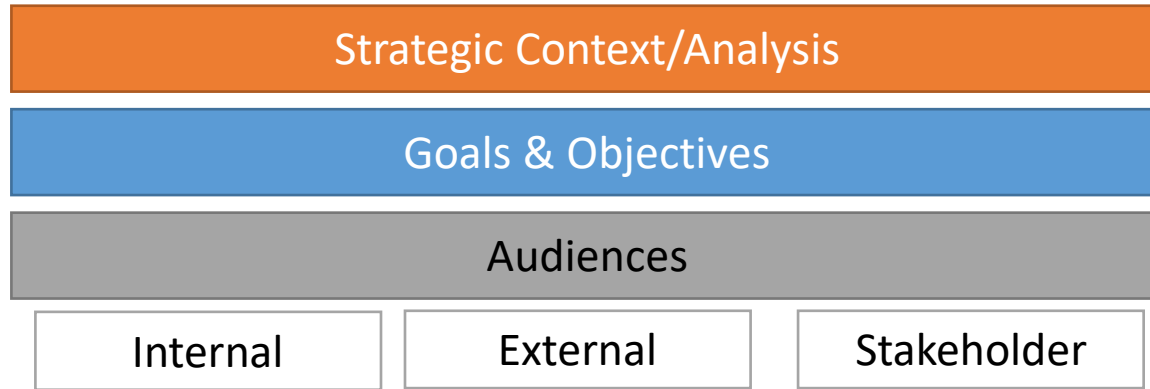 Strategic Context/Analysis
Goals & Objectives
Audiences
Internal
External
Stakeholder